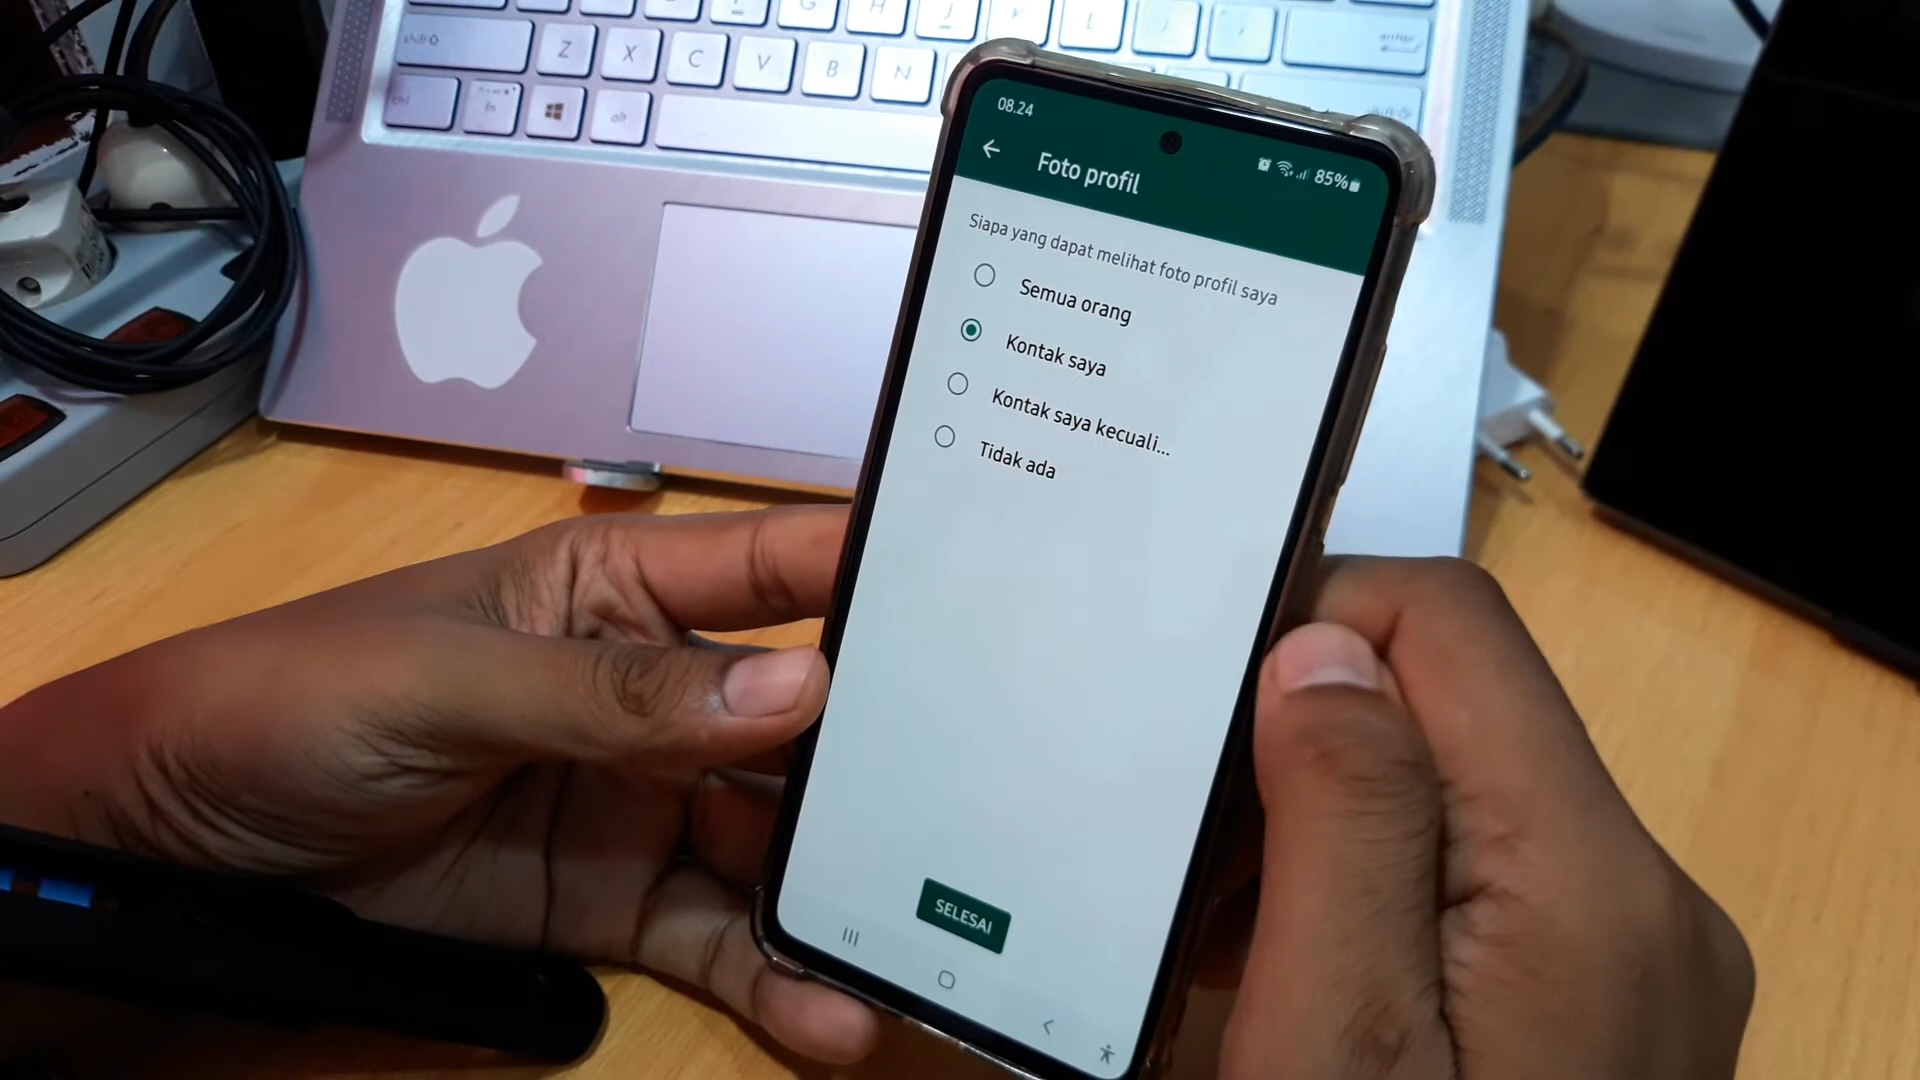 G H J K L
shift Z X C V B N
enter
ctrl fn alt
08.24
85%
Foto profil
Siapa yang dapat melihat foto profil saya
Semua orang
Kontak saya
Kontak saya kecuali...
Tidak ada
SELESAI